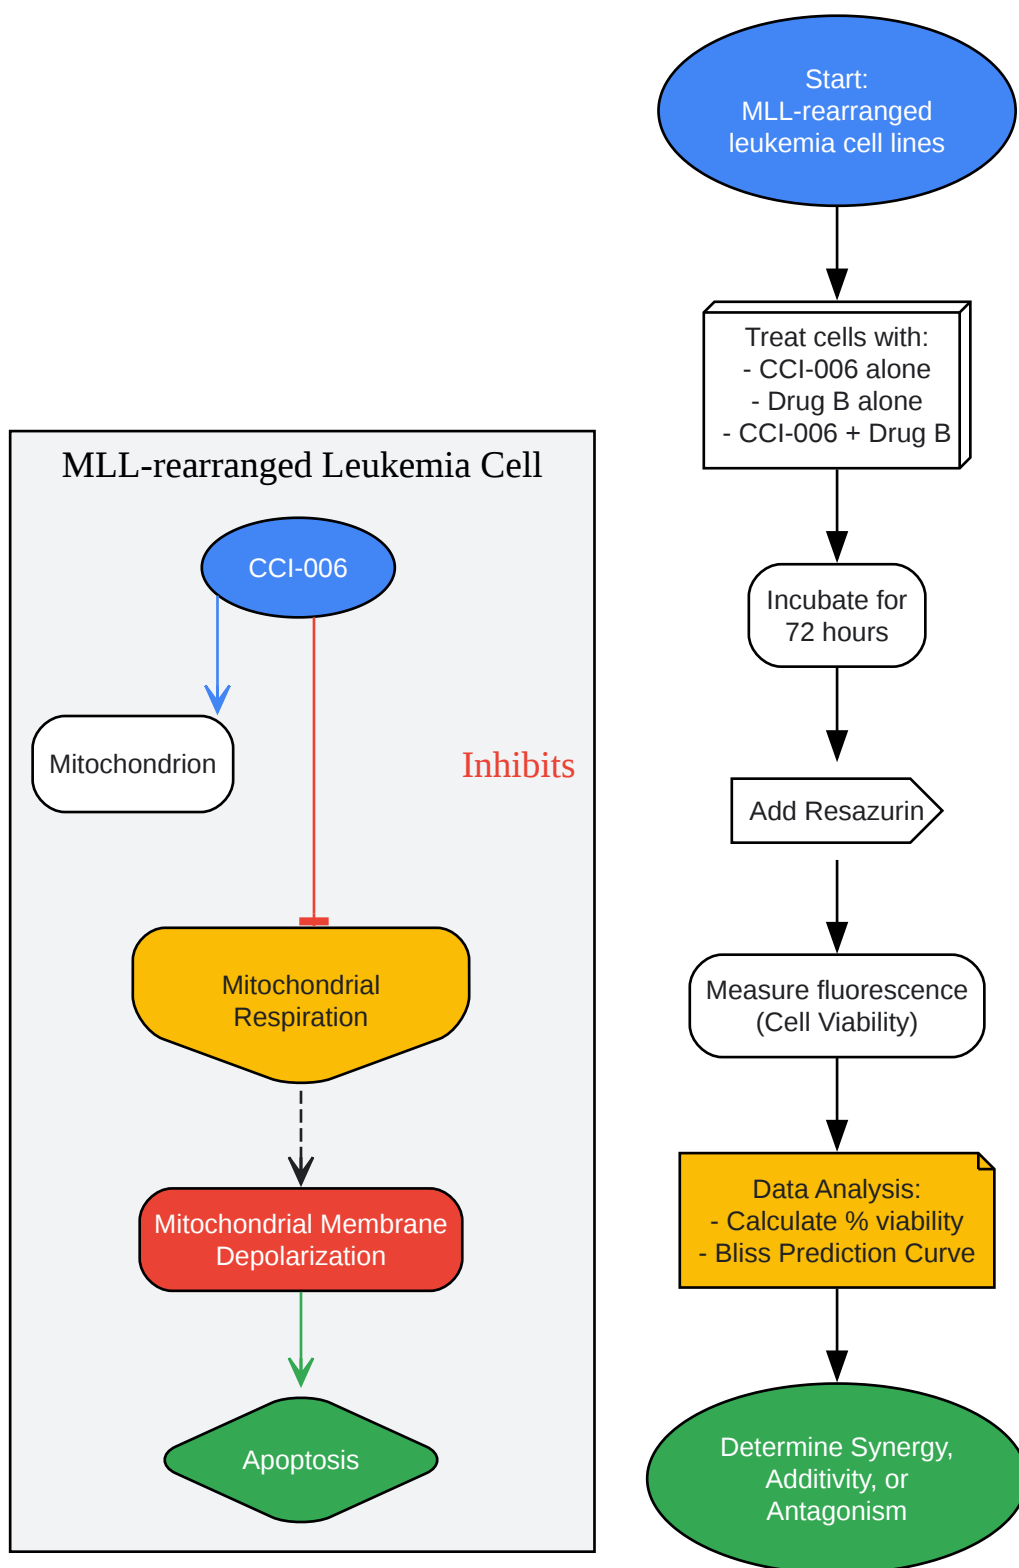 MLL-rearranged Leukemia Cell
CCI-006
Mitochondrion
Inhibits
Mitochondrial
Respiration
Mitochondrial Membrane
Depolarization
Apoptosis
Start:
MLL-rearranged
leukemia cell lines
Treat cells with:
- CCI-006 alone
- Drug B alone
- CCI-006 + Drug B
Incubate for
72 hours
Add Resazurin
Measure fluorescence
(Cell Viability)
Data Analysis:
- Calculate % viability
- Bliss Prediction Curve
Determine Synergy,
Additivity, or
Antagonism